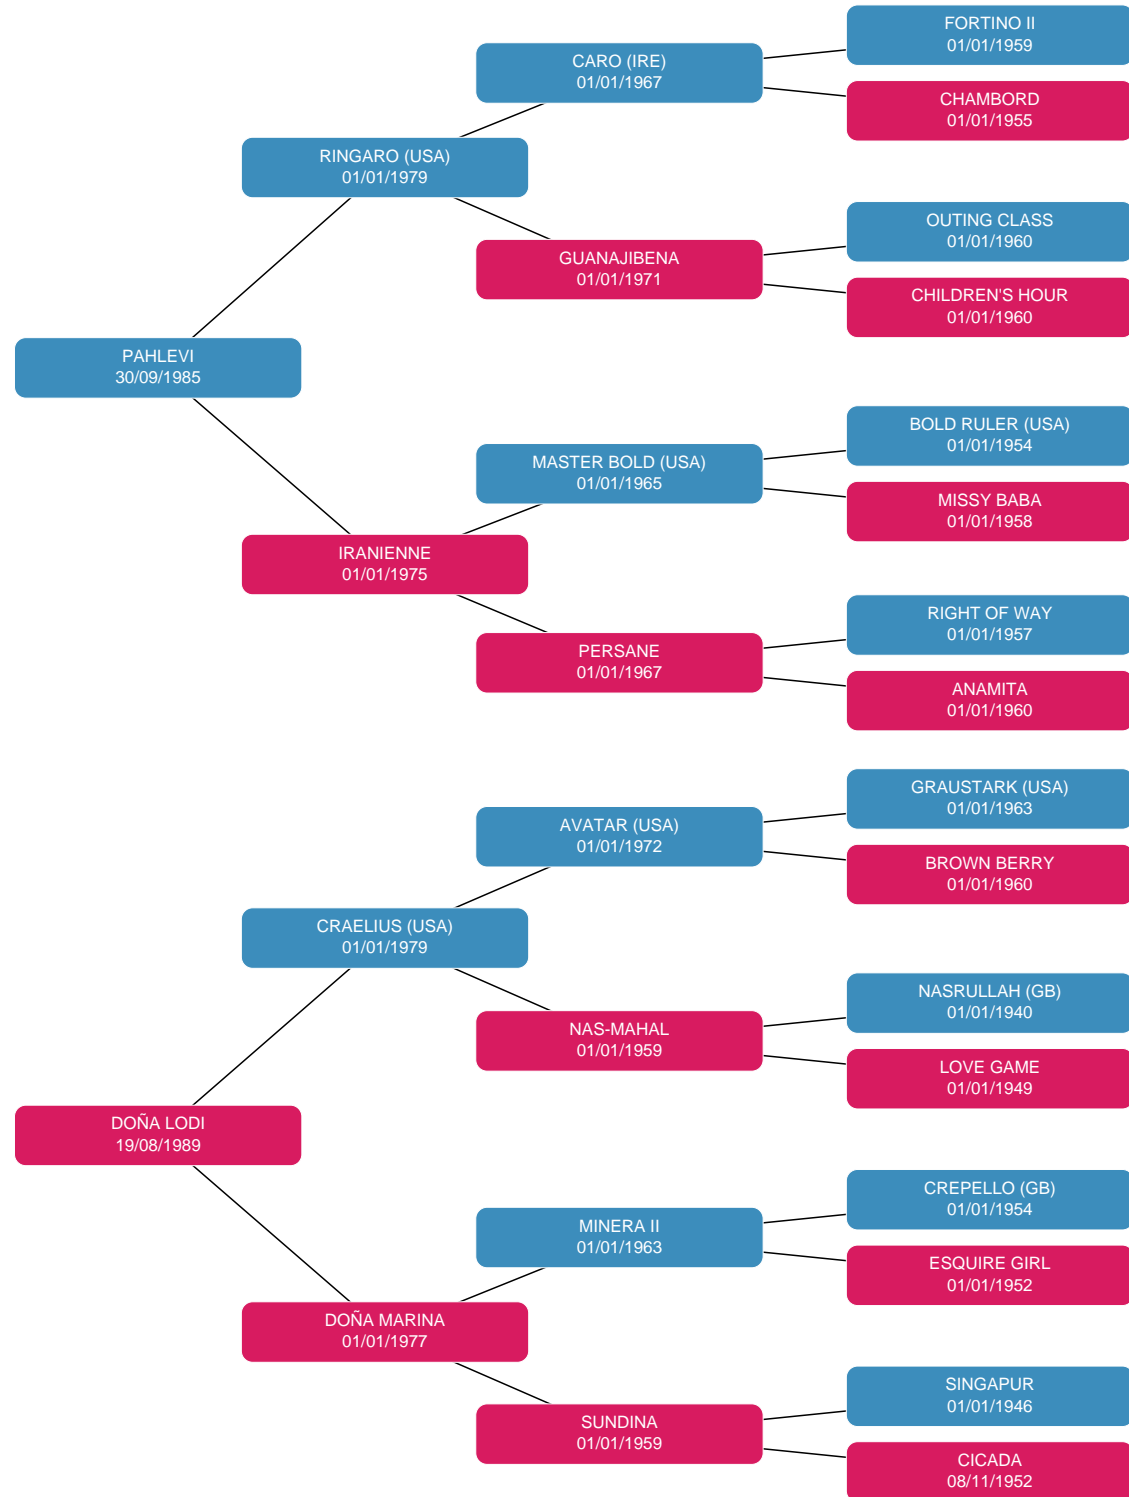 FORTINO II
01/01/1959
CARO (IRE)
01/01/1967
CHAMBORD
01/01/1955
RINGARO (USA)
01/01/1979
OUTING CLASS
01/01/1960
GUANAJIBENA
01/01/1971
CHILDREN'S HOUR
01/01/1960
PAHLEVI
30/09/1985
BOLD RULER (USA)
01/01/1954
MASTER BOLD (USA)
01/01/1965
MISSY BABA
01/01/1958
IRANIENNE
01/01/1975
RIGHT OF WAY
01/01/1957
PERSANE
01/01/1967
ANAMITA
01/01/1960
GRAUSTARK (USA)
01/01/1963
AVATAR (USA)
01/01/1972
BROWN BERRY
01/01/1960
CRAELIUS (USA)
01/01/1979
NASRULLAH (GB)
01/01/1940
NAS-MAHAL
01/01/1959
LOVE GAME
01/01/1949
DOÑA LODI
19/08/1989
CREPELLO (GB)
01/01/1954
MINERA II
01/01/1963
ESQUIRE GIRL
01/01/1952
DOÑA MARINA
01/01/1977
SINGAPUR
01/01/1946
SUNDINA
01/01/1959
CICADA
08/11/1952